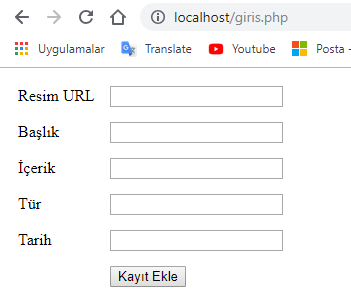 localhost/giris.php
Uygulamalar Translate Youtube Posta -
Resim URL
Başlık
İçerik
Tür
Tarih
Kayıt Ekle